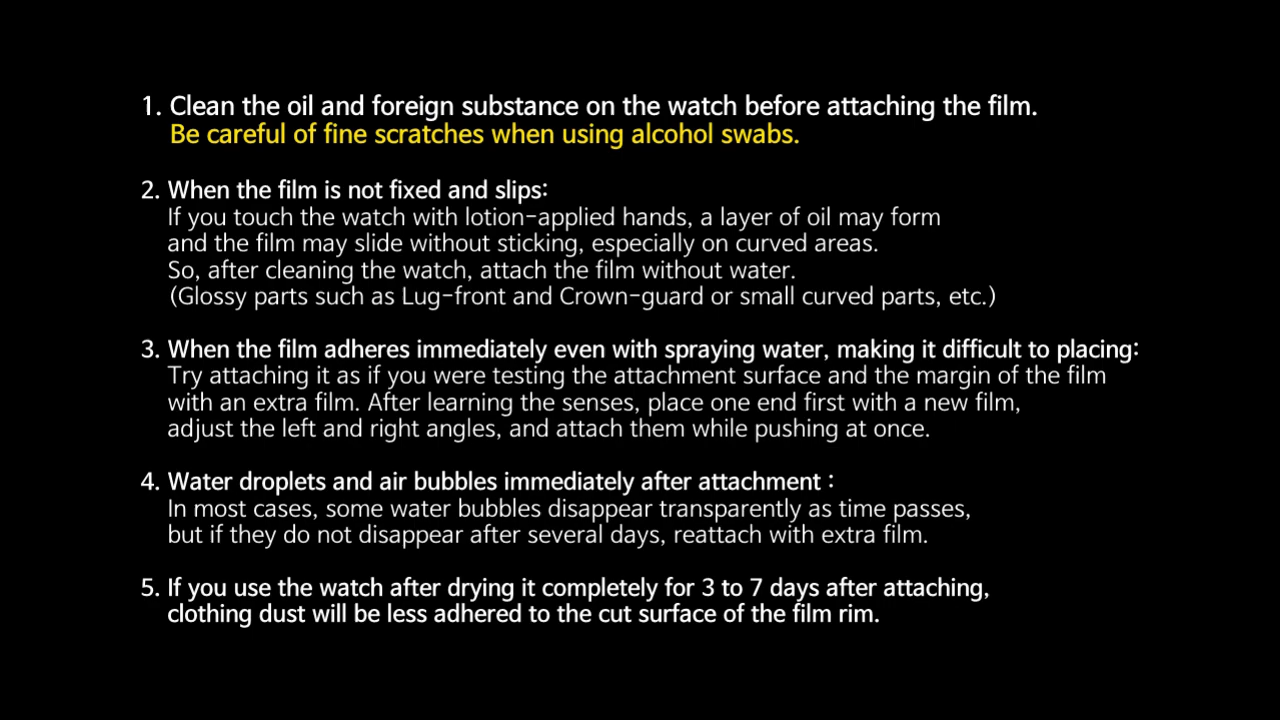 1. Clean the oil and foreign substance on the watch before attaching the film.
Be careful of fine scratches when using alcohol swabs.
2. When the film is not fixed and slips:
If you touch the watch with lotion-applied hands, a layer of oil may form
and the film may slide without sticking, especially on curved areas.
So, after cleaning the watch, attach the film without water.
(Glossy parts such as Lug-front and Crown-guard or small curved parts, etc.)
3. When the film adheres immediately even with spraying water, making it difficult to placing:
Try attaching it as if you were testing the attachment surface and the margin of the film
with an extra film. After learning the senses, place one end first with a new film,
adjust the left and right angles, and attach them while pushing at once.
4. Water droplets and air bubbles immediately after attachment :
In most cases, some water bubbles disappear transparently as time passes,
but if they do not disappear after several days, reattach with extra film.
5. If you use the watch after drying it completely for 3 to 7 days after attaching,
clothing dust will be less adhered to the cut surface of the film rim.